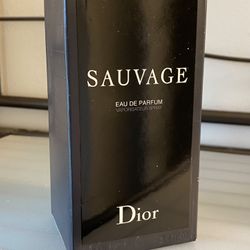 SAUVAGE
EAU DE PARFUM
VAPORISATEUR SPRAY
Dior